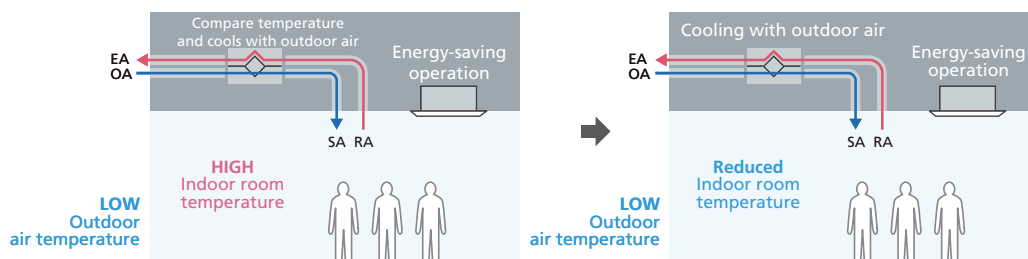 Compare temperature
and cools with outdoor air
Energy-saving
operation
EA
OA
SA RA
HIGH
Indoor room
temperature
LOW
Outdoor
air temperature
Cooling with outdoor air
Energy-saving
operation
EA
OA
SA RA
Reduced
Indoor room
temperature
LOW
Outdoor
air temperature